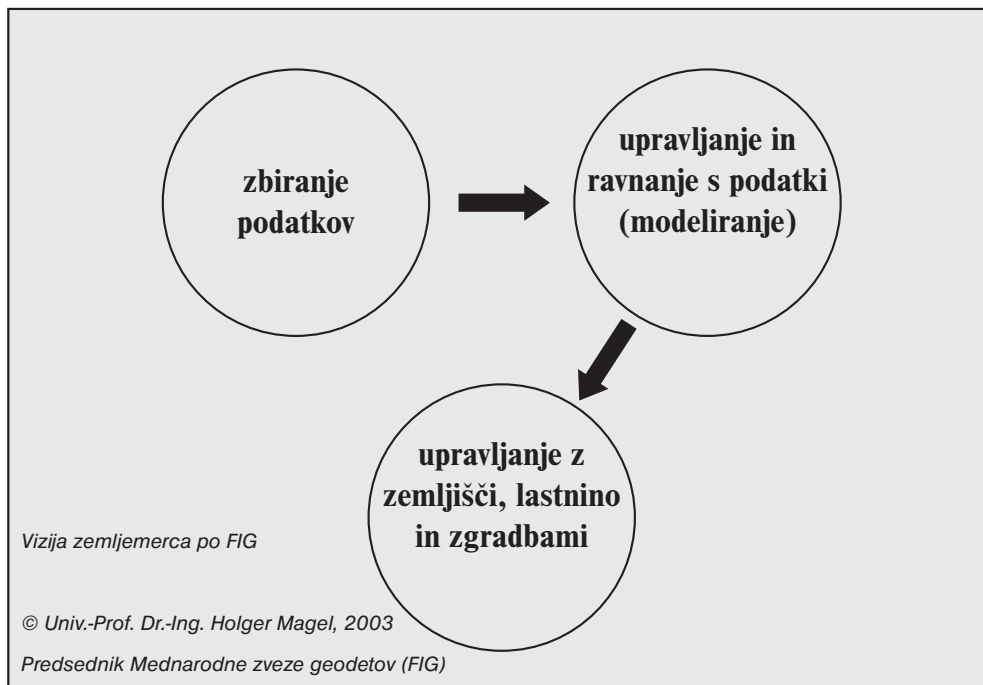 zbiranje
podatkov
upravljanje in
ravnanje s podatki
(modeliranje)
upravljanje z
zemljišči, lastnino
in zgradbami
Vizija zemljemerca po FIG
© Univ.-Prof. Dr.-Ing. Holger Magel, 2003
Predsednik Mednarodne zveze geodetov (FIG)